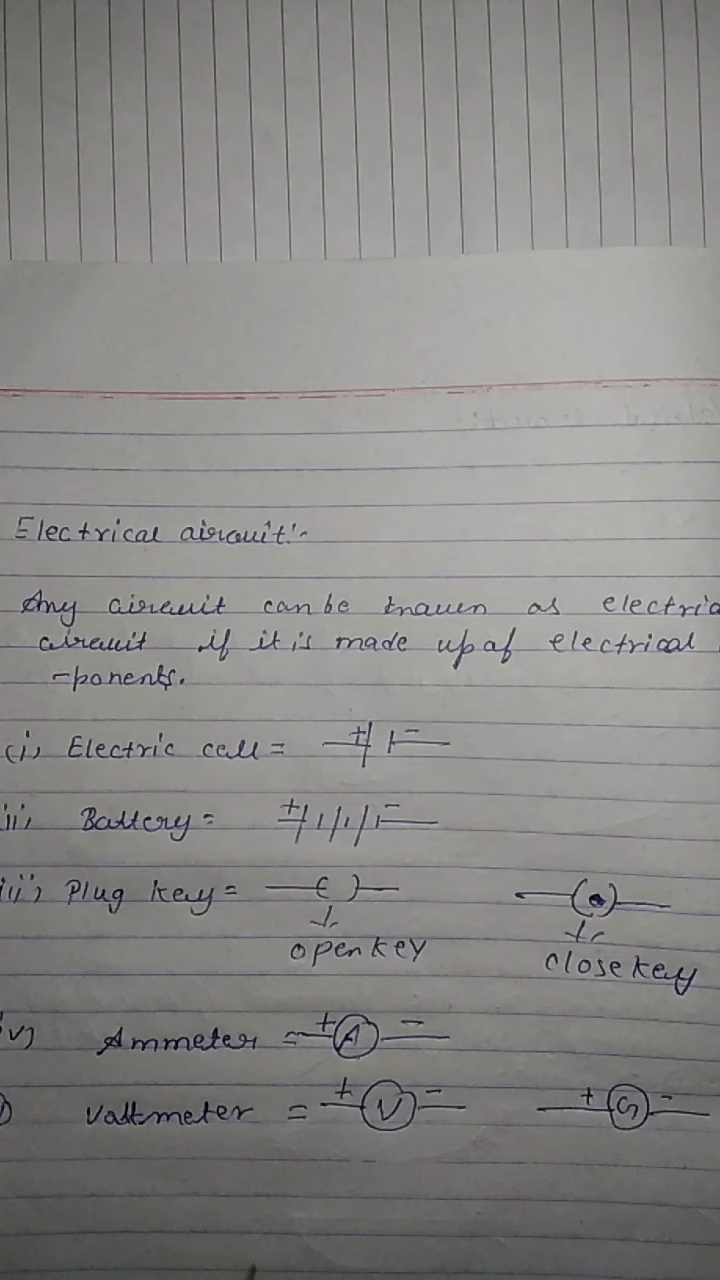 Electrical circuit:-
Any circuit can be known as electric
circuit if it is made up of electrical
-ponents.
(i) Electric cell = + -
ii) Battery = + -
iii) Plug key =
open key
close key
iv) Ammeter = + A -
) Voltmeter = + V - + G -